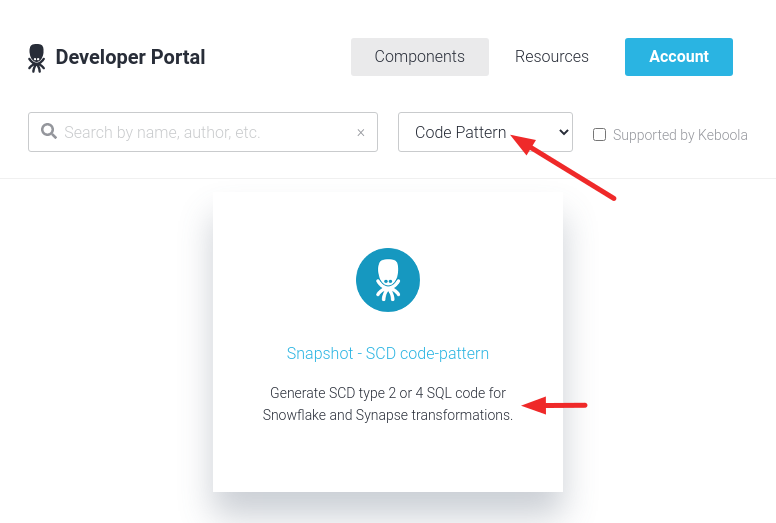 Developer Portal
Components
Resources
Account
Search by name, author, etc.
×
Code Pattern
Supported by Keboola
Snapshot - SCD code-pattern
Generate SCD type 2 or 4 SQL code for
Snowflake and Synapse transformations.